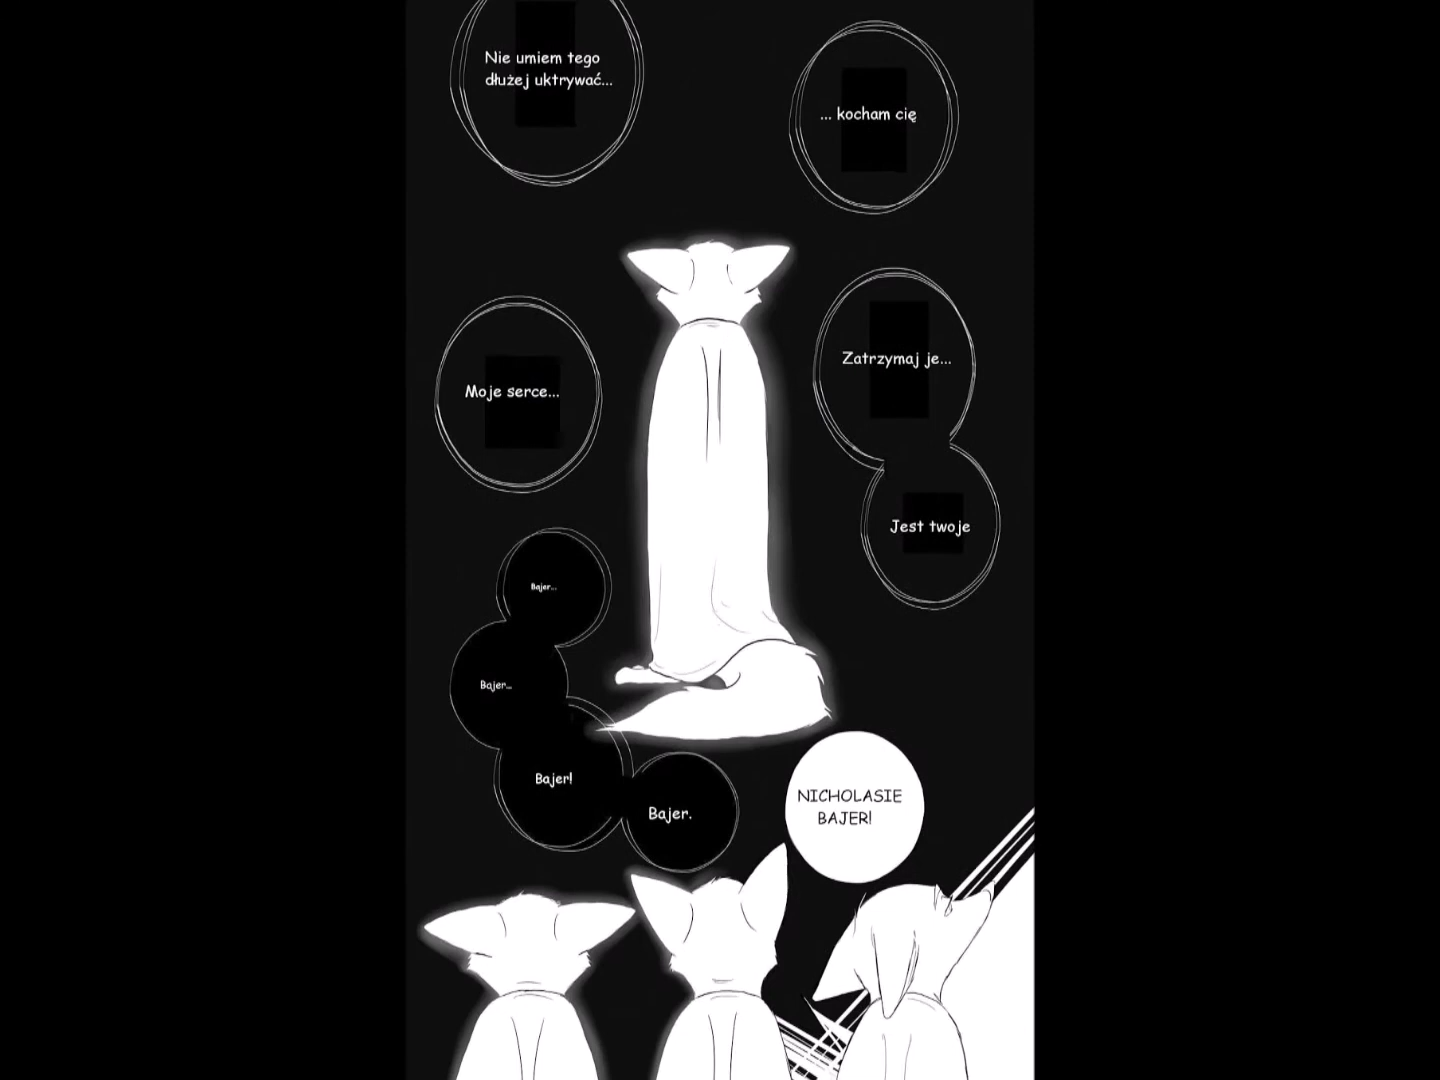 Nie umiem tego
dłużej uktrywać...
... kocham cię
Moje serce...
Zatrzymaj je...
Jest twoje
Bajer...
Bajer...
Bajer!
Bajer.
NICHOLASIE
BAJER!